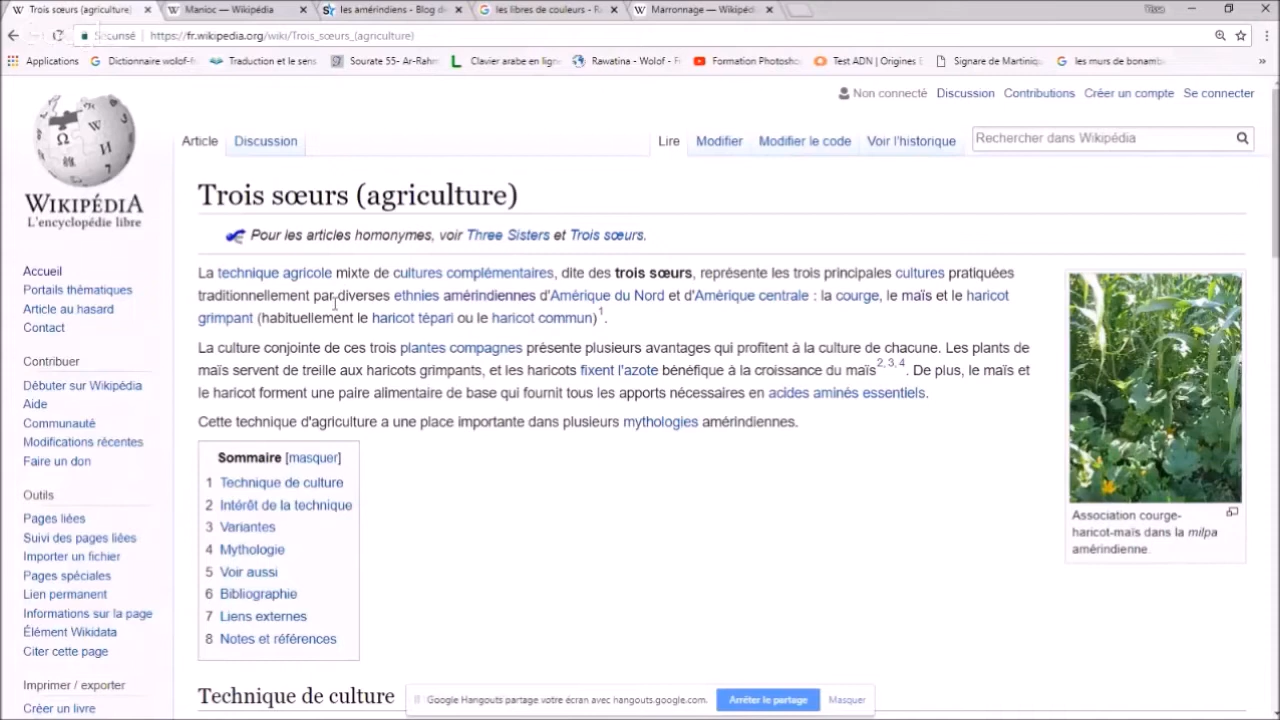 Trois sœurs (agriculture)
Manioc — Wikipédia
les amérindiens - Blog d
les libres de couleurs - R
Marronnage — Wikipéd
https://fr.wikipedia.org/wiki/Trois_sœurs_(agriculture)
Applications
Dictionnaire wolof-f
Traduction et le sens
Sourate 55- Ar-Rahm
Clavier arabe en lign
Rawatina - Wolof - F
Formation Photosho
Test ADN | Origines E
Signare de Martiniq
les murs de bonamb
»
Non connecté Discussion Contributions Créer un compte Se connecter
Article Discussion Lire Modifier Modifier le code Voir l'historique Rechercher dans Wikipédia
WIKIPÉDIA
L'encyclopédie libre
Accueil
Portails thématiques
Article au hasard
Contact
Contribuer
Débuter sur Wikipédia
Aide
Communauté
Modifications récentes
Faire un don
Outils
Pages liées
Suivi des pages liées
Importer un fichier
Pages spéciales
Lien permanent
Informations sur la page
Élément Wikidata
Citer cette page
Imprimer / exporter
Créer un livre
Trois sœurs (agriculture)
Pour les articles homonymes, voir Three Sisters et Trois sœurs.
La technique agricole mixte de cultures complémentaires, dite des trois sœurs, représente les trois principales cultures pratiquées
traditionnellement par diverses ethnies amérindiennes d'Amérique du Nord et d'Amérique centrale : la courge, le maïs et le haricot
grimpant (habituellement le haricot tépari ou le haricot commun)1.
La culture conjointe de ces trois plantes compagnes présente plusieurs avantages qui profitent à la culture de chacune. Les plants de
maïs servent de treille aux haricots grimpants, et les haricots fixent l'azote bénéfique à la croissance du maïs2, 3, 4. De plus, le maïs et
le haricot forment une paire alimentaire de base qui fournit tous les apports nécessaires en acides aminés essentiels.
Cette technique d'agriculture a une place importante dans plusieurs mythologies amérindiennes.
Sommaire [masquer]
1 Technique de culture
2 Intérêt de la technique
3 Variantes
4 Mythologie
5 Voir aussi
6 Bibliographie
7 Liens externes
8 Notes et références
Association courge-
haricot-maïs dans la milpa
amérindienne.
Technique de culture
Google Hangouts partage votre écran avec hangouts.google.com.
Arrêter le partage
Masquer